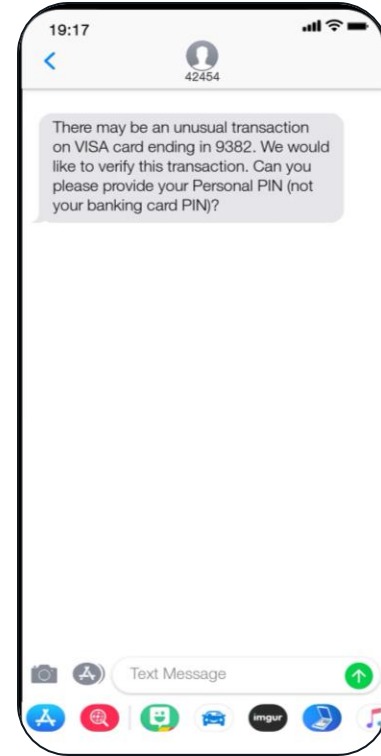 19:17
42454
There may be an unusual transaction
on VISA card ending in 9382. We would
like to verify this transaction. Can you
please provide your Personal PIN (not
your banking card PIN)?
Text Message
imgur